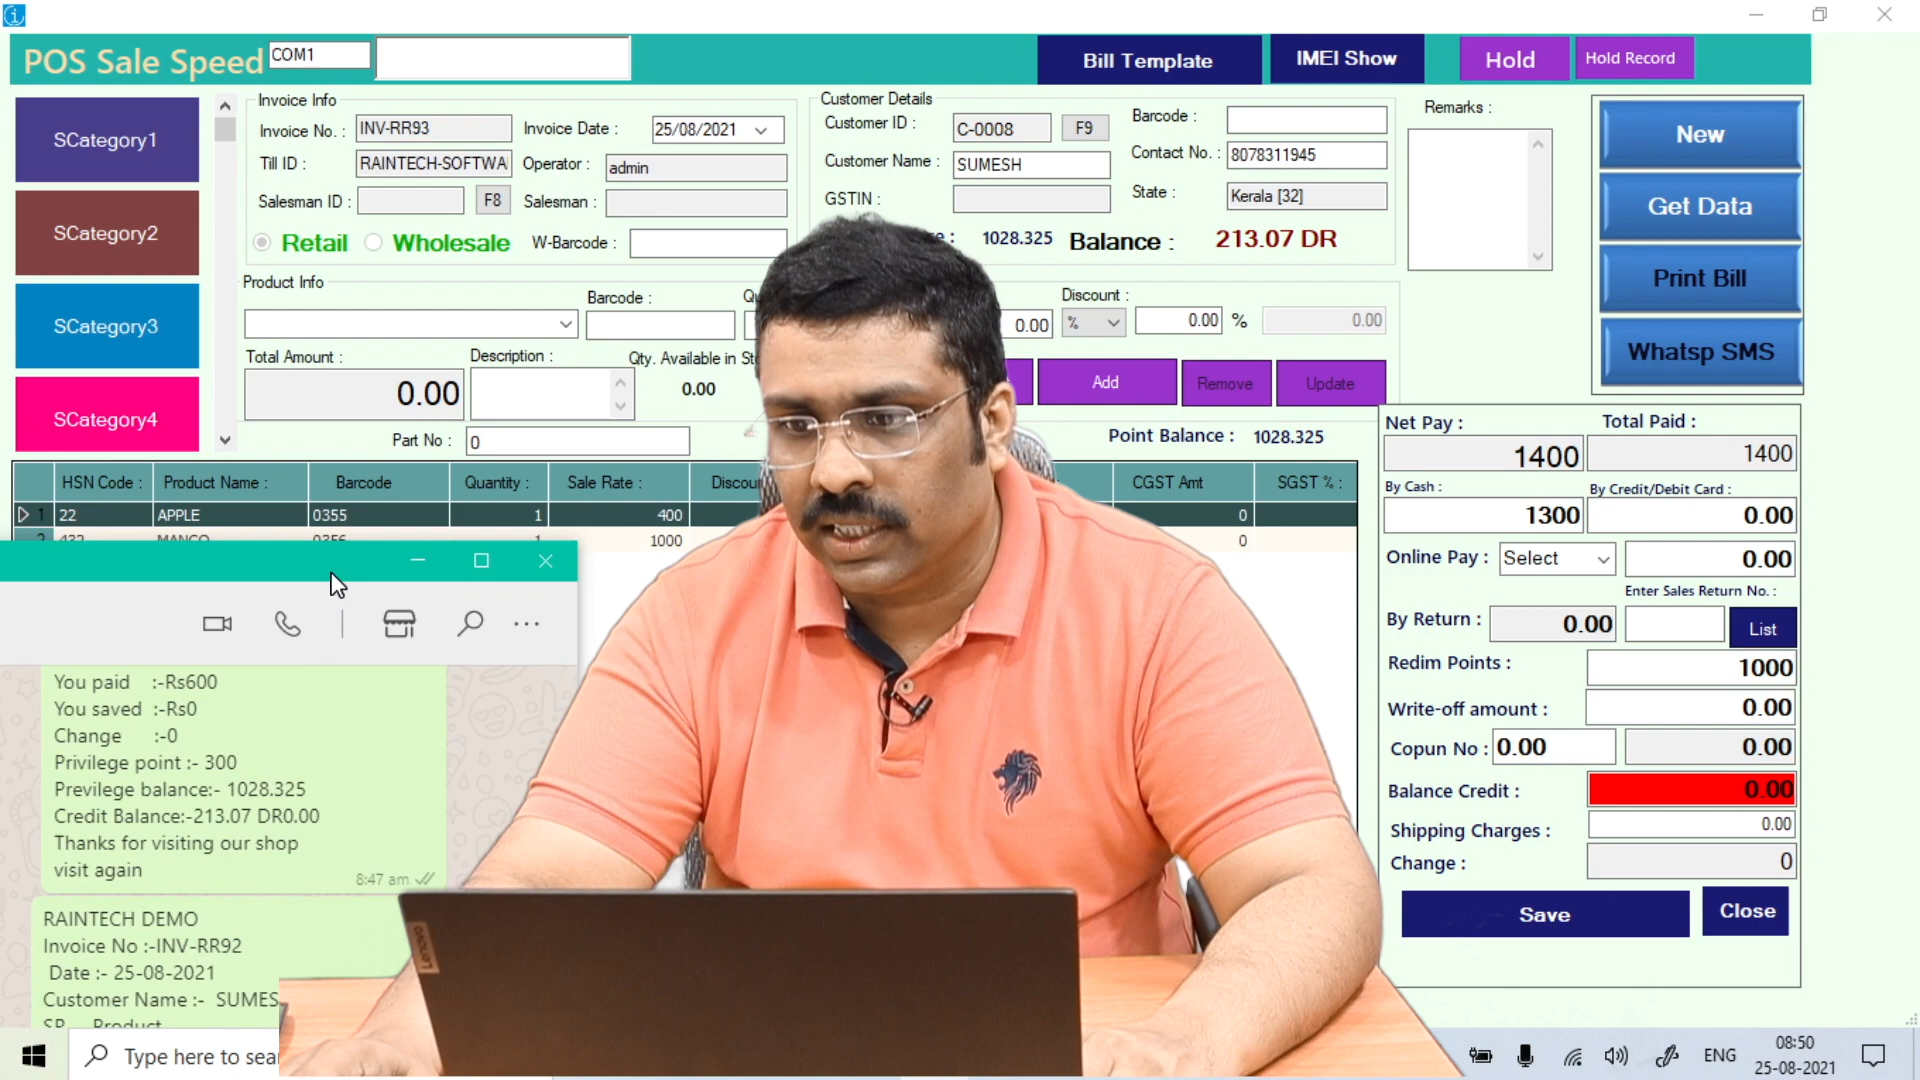 POS Sale Speed
COM1
Bill Template
IMEI Show
Hold
Hold Record
SCategory1
SCategory2
SCategory3
SCategory4
Invoice Info
Invoice No. :
INV-RR93
Invoice Date :
25/08/2021
Till ID :
RAINTECH-SOFTWA
Operator :
admin
Salesman ID :
F8
Salesman :
Retail
Wholesale
W-Barcode :
Customer Details
Customer ID :
C-0008
F9
Barcode :
Customer Name :
SUMESH
Contact No. :
8078311945
GSTIN :
State :
Kerala [32]
1028.325
Balance :
213.07 DR
Remarks :
New
Get Data
Print Bill
Whatsp SMS
Product Info
Barcode :
0.00
Discount :
%
0.00
%
0.00
Total Amount :
0.00
Description :
Qty. Available in
0.00
Add
Remove
Update
Part No :
0
Point Balance :
1028.325
HSN Code :
Product Name :
Barcode
Quantity :
Sale Rate :
CGST Amt
SGST % :
1
22
APPLE
0355
1
400
0
2
432
MANGO
0356
1
1000
0
You paid :-Rs600
You saved :-Rs0
Change :-0
Privilege point :- 300
Previlege balance:- 1028.325
Credit Balance:-213.07 DR0.00
Thanks for visiting our shop
visit again
8:47 am
RAINTECH DEMO
Invoice No :-INV-RR92
Date :- 25-08-2021
Customer Name :- SUMES
Product
Net Pay :
Total Paid :
1400
1400
By Cash :
By Credit/Debit Card :
1300
0.00
Online Pay :
Select
0.00
Enter Sales Return No. :
By Return :
0.00
List
Redim Points :
1000
Write-off amount :
0.00
Copun No :
0.00
0.00
Balance Credit :
0.00
Shipping Charges :
0.00
Change :
0
Save
Close
lenovo
Type here to sear
ENG
08:50
25-08-2021